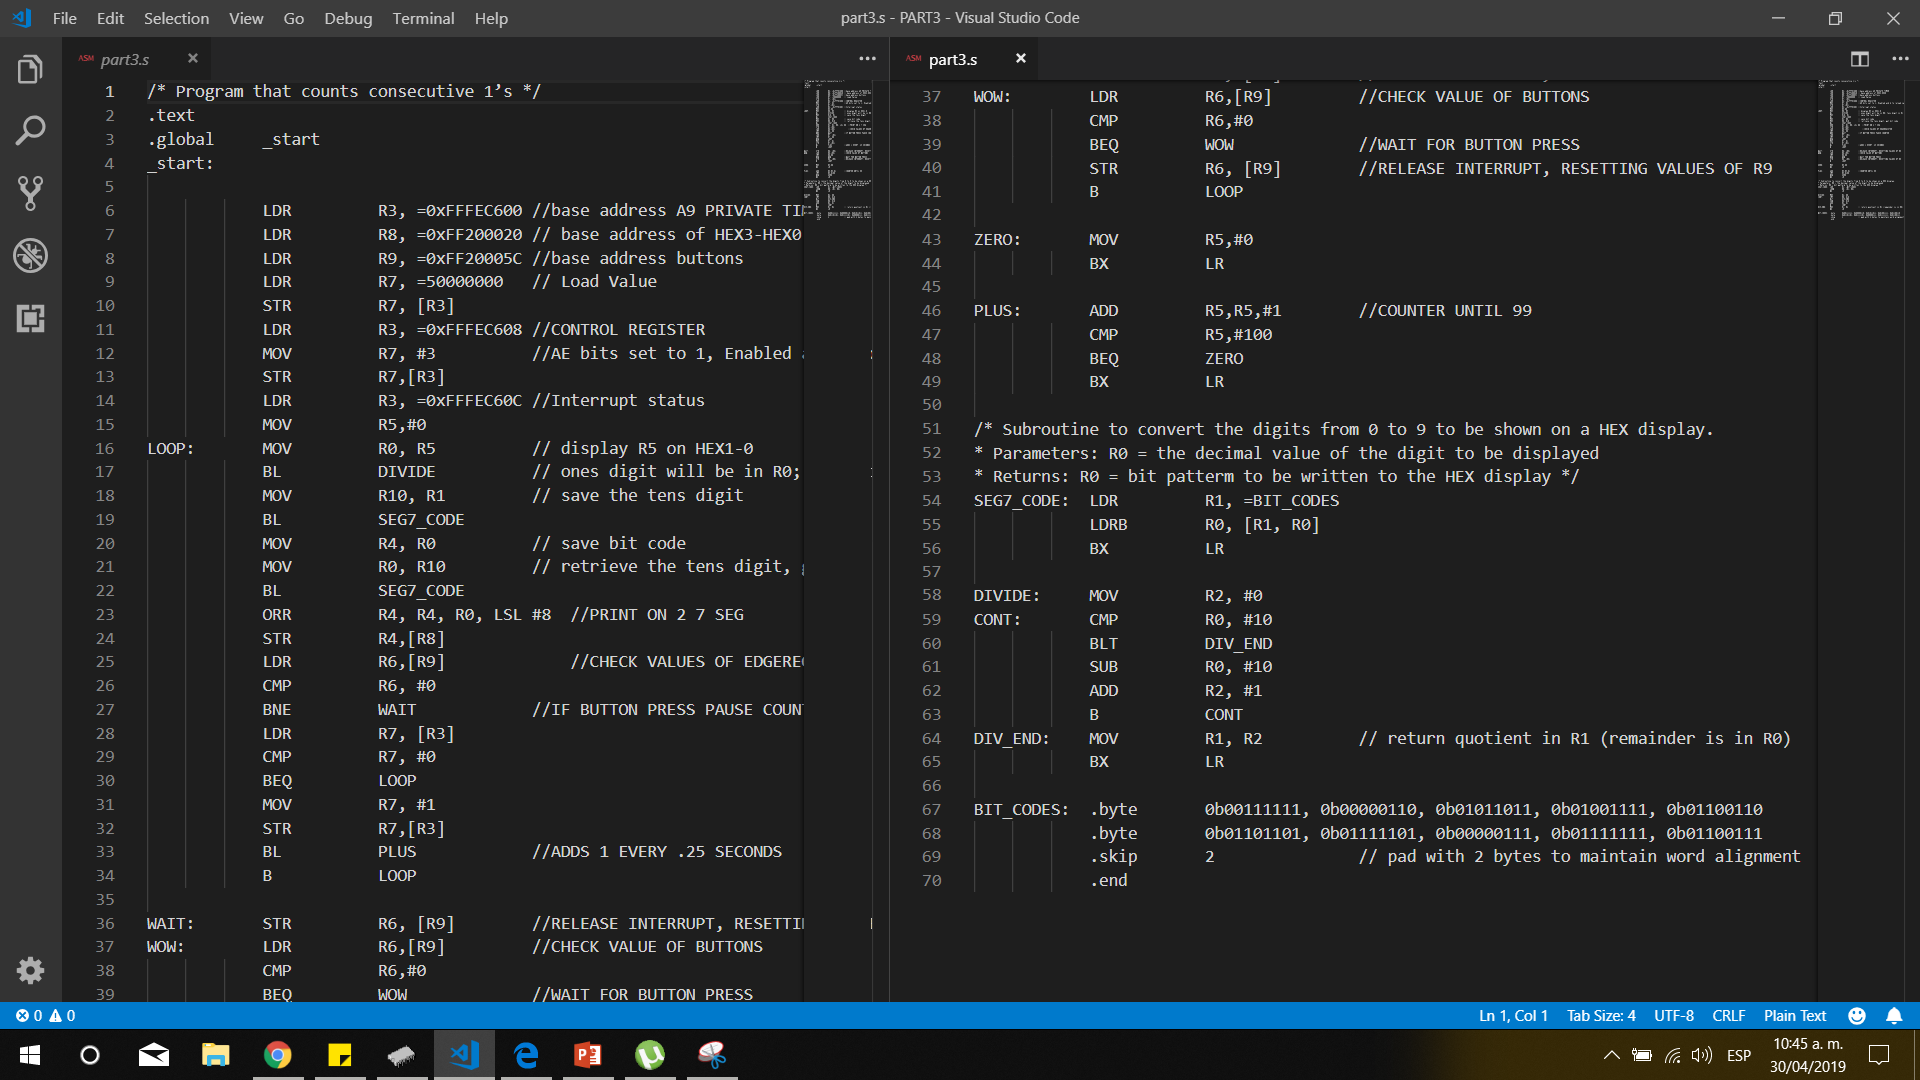 File Edit Selection View Go Debug Terminal Help
part3.s - PART3 - Visual Studio Code
ASM part3.s
1 /* Program that counts consecutive 1’s */
2 .text
3 .global _start
4 _start:
5
6 LDR R3, =0xFFFEC600 //base address A9 PRIVATE
7 LDR R8, =0xFF200020 // base address of HEX3-HEX0
8 LDR R9, =0xFF20005C //base address buttons
9 LDR R7, =50000000 // Load Value
10 STR R7, [R3]
11 LDR R3, =0xFFFEC608 //CONTROL REGISTER
12 MOV R7, #3 //AE bits set to 1, Enabled
13 STR R7,[R3]
14 LDR R3, =0xFFFEC60C //Interrupt status
15 MOV R5,#0
16 LOOP: MOV R0, R5 // display R5 on HEX1-0
17 BL DIVIDE // ones digit will be in R0;
18 MOV R10, R1 // save the tens digit
19 BL SEG7_CODE
20 MOV R4, R0 // save bit code
21 MOV R0, R10 // retrieve the tens digit,
22 BL SEG7_CODE
23 ORR R4, R4, R0, LSL #8 //PRINT ON 2 7 SEG
24 STR R4,[R8]
25 LDR R6,[R9] //CHECK VALUES OF
26 CMP R6, #0
27 BNE WAIT //IF BUTTON PRESS PAUSE
28 LDR R7, [R3]
29 CMP R7, #0
30 BEQ LOOP
31 MOV R7, #1
32 STR R7,[R3]
33 BL PLUS //ADDS 1 EVERY .25 SECONDS
34 B LOOP
35
36 WAIT: STR R6, [R9] //RELEASE INTERRUPT,
37 WOW: LDR R6,[R9] //CHECK VALUE OF BUTTONS
38 CMP R6,#0
39 BEQ WOW //WAIT FOR BUTTON PRESS
ASM part3.s
37 WOW: LDR R6,[R9] //CHECK VALUE OF BUTTONS
38 CMP R6,#0
39 BEQ WOW //WAIT FOR BUTTON PRESS
40 STR R6, [R9] //RELEASE INTERRUPT, RESETTING VALUES OF R9
41 B LOOP
42
43 ZERO: MOV R5,#0
44 BX LR
45
46 PLUS: ADD R5,R5,#1 //COUNTER UNTIL 99
47 CMP R5,#100
48 BEQ ZERO
49 BX LR
50
51 /* Subroutine to convert the digits from 0 to 9 to be shown on a HEX display.
52 * Parameters: R0 = the decimal value of the digit to be displayed
53 * Returns: R0 = bit patterm to be written to the HEX display */
54 SEG7_CODE: LDR R1, =BIT_CODES
55 LDRB R0, [R1, R0]
56 BX LR
57
58 DIVIDE: MOV R2, #0
59 CONT: CMP R0, #10
60 BLT DIV_END
61 SUB R0, #10
62 ADD R2, #1
63 B CONT
64 DIV_END: MOV R1, R2 // return quotient in R1 (remainder is in R0)
65 BX LR
66
67 BIT_CODES: .byte 0b00111111, 0b00000110, 0b01011011, 0b01001111, 0b01100110
68 .byte 0b01101101, 0b01111101, 0b00000111, 0b01111111, 0b01100111
69 .skip 2 // pad with 2 bytes to maintain word alignment
70 .end
0 0
Ln 1, Col 1 Tab Size: 4 UTF-8 CRLF Plain Text
ESP
10:45 a. m.
30/04/2019